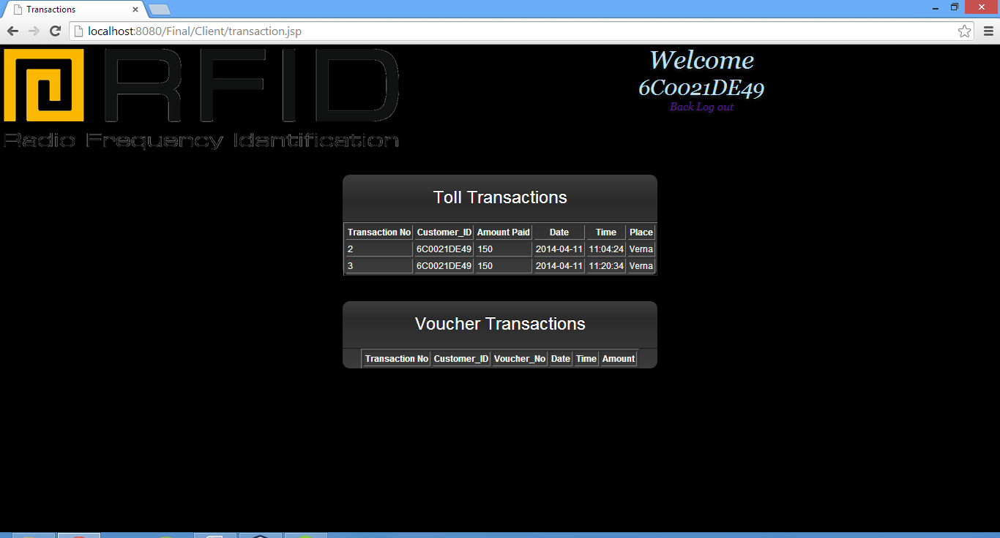 Transactions
localhost:8080/Final/Client/transaction.jsp
RFID
Radio Frequency Identification
Welcome
6C0021DE49
Back Log out
Toll Transactions
Transaction No Customer_ID Amount Paid Date Time Place
2 6C0021DE49 150 2014-04-11 11:04:24 Verna
3 6C0021DE49 150 2014-04-11 11:20:34 Verna
Voucher Transactions
Transaction No Customer_ID Voucher_No Date Time Amount